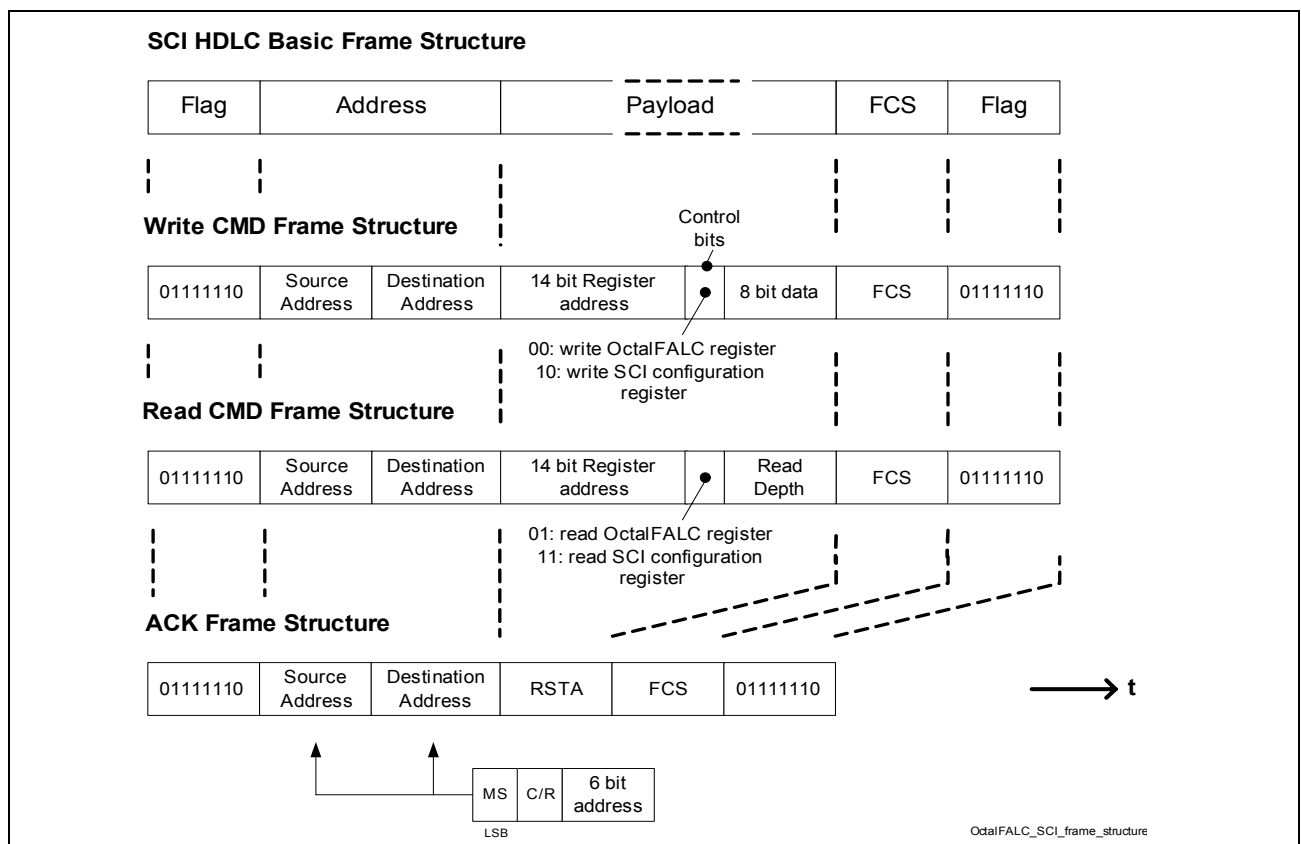 SCI HDLC Basic Frame Structure
Flag Address Payload FCS Flag
Write CMD Frame Structure
Control
bits
01111110 Source Address Destination Address 14 bit Register address 8 bit data FCS 01111110
00: write OctalFALC register
10: write SCI configuration
register
Read CMD Frame Structure
01111110 Source Address Destination Address 14 bit Register address Read Depth FCS 01111110
01: read OctalFALC register
11: read SCI configuration
register
ACK Frame Structure
01111110 Source Address Destination Address RSTA FCS 01111110
t
MS C/R 6 bit address
LSB
OctalFALC_SCI_frame_structure